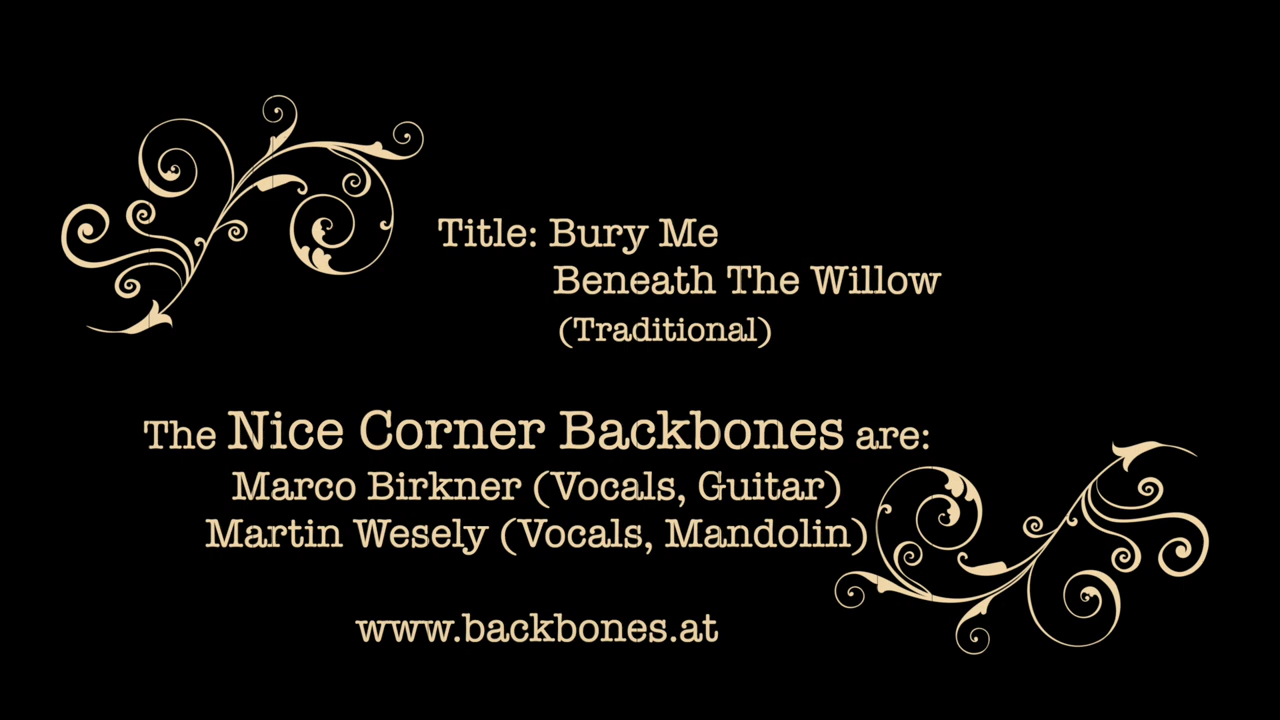 Title: Bury Me
Beneath The Willow
(Traditional)
The Nice Corner Backbones are:
Marco Birkner (Vocals, Guitar)
Martin Wesely (Vocals, Mandolin)
www.backbones.at